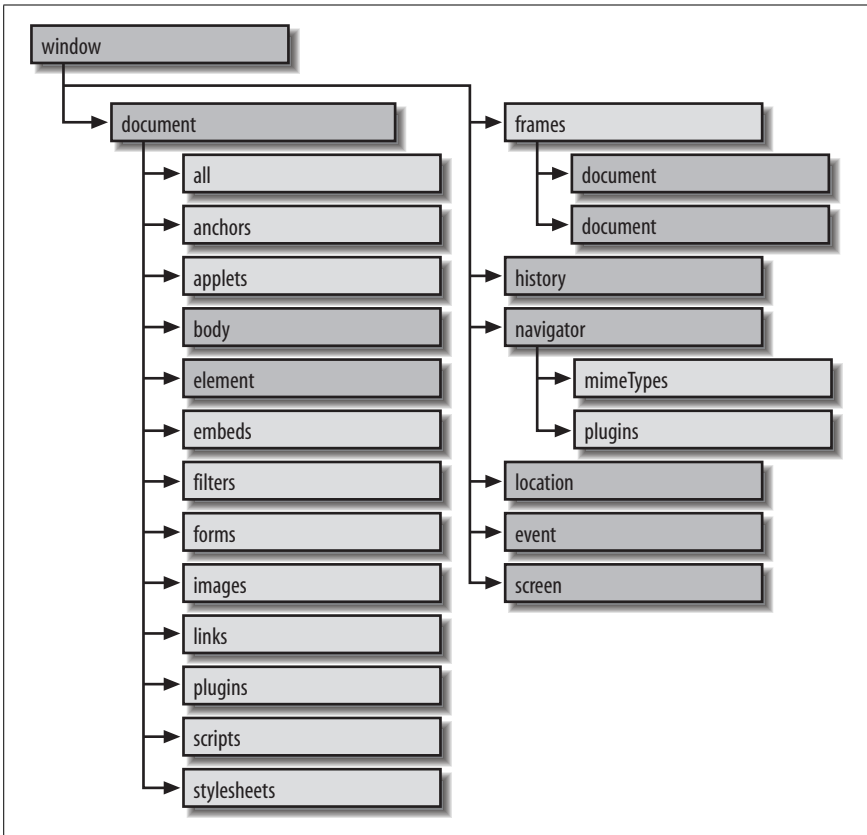 window
document
all
anchors
applets
body
element
embeds
filters
forms
images
links
plugins
scripts
stylesheets
frames
document
document
history
navigator
mimeTypes
plugins
location
event
screen